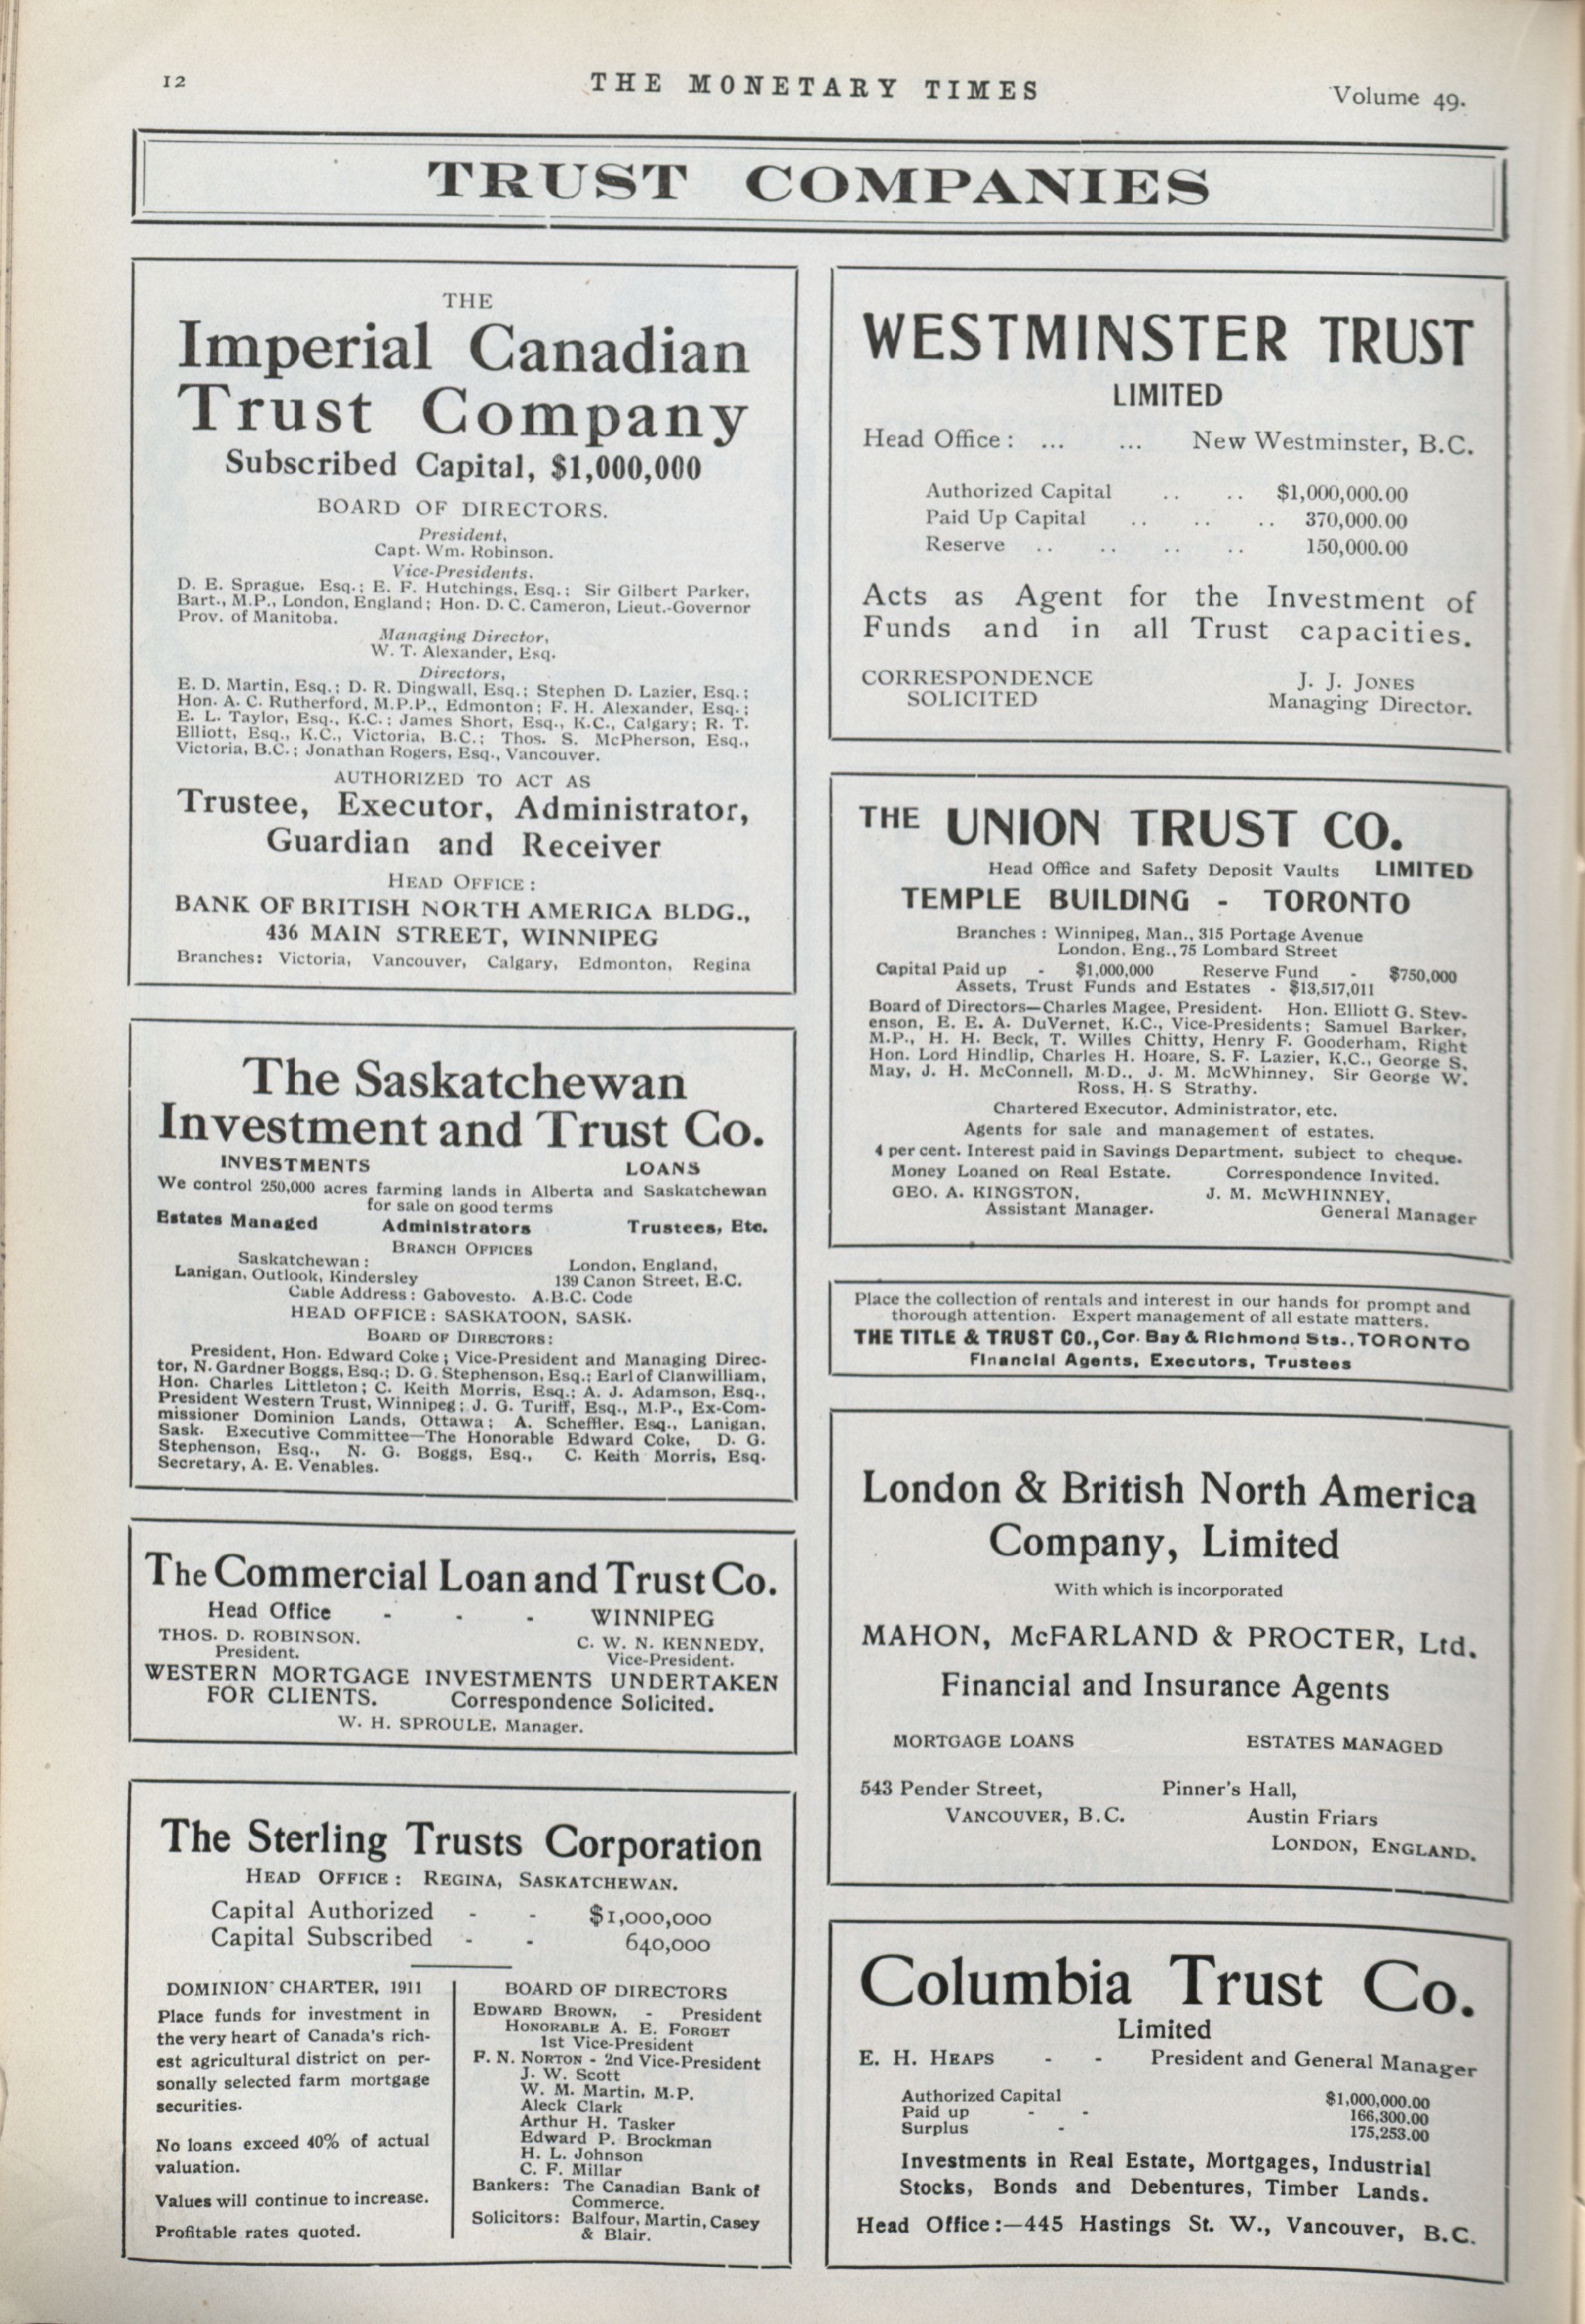 12
THE MONETARY TIMES
Volume 49.
TRUST COMPANIES
THE
Imperial Canadian
Trust Company
Subscribed Capital, $1,000,000
BOARD OF DIRECTORS.
President,
Capt. Wm. Robinson.
Vice-Presidents.
D. E. Sprague, Esq.; E. F. Hutchings, Esq.; Sir Gilbert Parker,
Bart., M.P., London, England; Hon. D. C. Cameron, Lieut.-Governor
Prov. of Manitoba.
Managing Director,
W. T. Alexander, Esq.
Directors,
E. D. Martin, Esq.; D. R. Dingwall, Esq.; Stephen D. Lazier, Esq.;
Hon. A. C. Rutherford, M.P.P., Edmonton; F. H. Alexander, Esq.;
E. L. Taylor, Esq., K.C.; James Short, Esq., K.C., Calgary; R. T.
Elliott, Esq., K.C., Victoria, B.C.; Thos. S. McPherson, Esq.,
Victoria, B.C.; Jonathan Rogers, Esq., Vancouver.
AUTHORIZED TO ACT AS
Trustee, Executor, Administrator,
Guardian and Receiver
HEAD OFFICE:
BANK OF BRITISH NORTH AMERICA BLDG.,
436 MAIN STREET, WINNIPEG
Branches: Victoria, Vancouver, Calgary, Edmonton, Regina
The Saskatchewan
Investment and Trust Co.
INVESTMENTS LOANS
We control 250,000 acres farming lands in Alberta and Saskatchewan
for sale on good terms
Estates Managed Administrators Trustees, Etc.
BRANCH OFFICES
Saskatchewan: London, England,
Lanigan, Outlook, Kindersley 139 Canon Street, E.C.
Cable Address: Gabovesto. A.B.C. Code
HEAD OFFICE: SASKATOON, SASK.
BOARD OF DIRECTORS:
President, Hon. Edward Coke; Vice-President and Managing Direc-
tor, N. Gardner Boggs, Esq.; D. G. Stephenson, Esq.; Earl of Clanwilliam,
Hon. Charles Littleton; C. Keith Morris, Esq.; A. J. Adamson, Esq.,
President Western Trust, Winnipeg; J. G. Turiff, Esq., M.P., Ex-Com-
missioner Dominion Lands, Ottawa; A. Scheffler, Esq., Lanigan,
Sask. Executive Committee—The Honorable Edward Coke, D. G.
Stephenson, Esq., N. G. Boggs, Esq., C. Keith Morris, Esq.
Secretary, A. E. Venables.
The Commercial Loan and Trust Co.
Head Office - - - WINNIPEG
THOS. D. ROBINSON, C. W. N. KENNEDY,
President. Vice-President.
WESTERN MORTGAGE INVESTMENTS UNDERTAKEN
FOR CLIENTS. Correspondence Solicited.
W. H. SPROULE, Manager.
The Sterling Trusts Corporation
HEAD OFFICE: REGINA, SASKATCHEWAN.
Capital Authorized - - $1,000,000
Capital Subscribed - - 640,000
DOMINION CHARTER, 1911
Place funds for investment in
the very heart of Canada's rich-
est agricultural district on per-
sonally selected farm mortgage
securities.
No loans exceed 40% of actual
valuation.
Values will continue to increase.
Profitable rates quoted.
BOARD OF DIRECTORS
EDWARD BROWN, - President
HONORABLE A. E. FORGET
1st Vice-President
F. N. NORTON - 2nd Vice-President
J. W. Scott
W. M. Martin, M.P.
Aleck Clark
Arthur H. Tasker
Edward P. Brockman
H. L. Johnson
C. F. Millar
Bankers: The Canadian Bank of
Commerce.
Solicitors: Balfour, Martin, Casey
& Blair.
WESTMINSTER TRUST
LIMITED
Head Office: ... ... New Westminster, B.C.
Authorized Capital .. .. $1,000,000.00
Paid Up Capital .. .. .. 370,000.00
Reserve .. .. .. .. 150,000.00
Acts as Agent for the Investment of
Funds and in all Trust capacities.
CORRESPONDENCE J. J. JONES
SOLICITED Managing Director.
THE UNION TRUST CO.
Head Office and Safety Deposit Vaults LIMITED
TEMPLE BUILDING - TORONTO
Branches: Winnipeg, Man., 315 Portage Avenue
London, Eng., 75 Lombard Street
Capital Paid up - $1,000,000 Reserve Fund - $750,000
Assets, Trust Funds and Estates - $13,517,011
Board of Directors—Charles Magee, President. Hon. Elliott G. Stev-
enson, E. E. A. DuVernet, K.C., Vice-Presidents; Samuel Barker,
M.P., H. H. Beck, T. Willes Chitty, Henry F. Gooderham, Right
Hon. Lord Hindlip, Charles H. Hoare, S. F. Lazier, K.C., George S.
May, J. H. McConnell, M.D., J. M. McWhinney, Sir George W.
Ross, H. S Strathy.
Chartered Executor, Administrator, etc.
Agents for sale and management of estates.
4 per cent. Interest paid in Savings Department, subject to cheque.
Money Loaned on Real Estate. Correspondence Invited.
GEO. A. KINGSTON, J. M. McWHINNEY,
Assistant Manager. General Manager
Place the collection of rentals and interest in our hands for prompt and
thorough attention. Expert management of all estate matters.
THE TITLE & TRUST CO., Cor. Bay & Richmond Sts., TORONTO
Financial Agents, Executors, Trustees
London & British North America
Company, Limited
With which is incorporated
MAHON, McFARLAND & PROCTER, Ltd.
Financial and Insurance Agents
MORTGAGE LOANS ESTATES MANAGED
543 Pender Street, Pinner's Hall,
VANCOUVER, B.C. Austin Friars
LONDON, ENGLAND.
Columbia Trust Co.
Limited
E. H. HEAPS - - President and General Manager
Authorized Capital $1,000,000.00
Paid up - - 166,300.00
Surplus - 175,253.00
Investments in Real Estate, Mortgages, Industrial
Stocks, Bonds and Debentures, Timber Lands.
Head Office:—445 Hastings St. W., Vancouver, B.C.